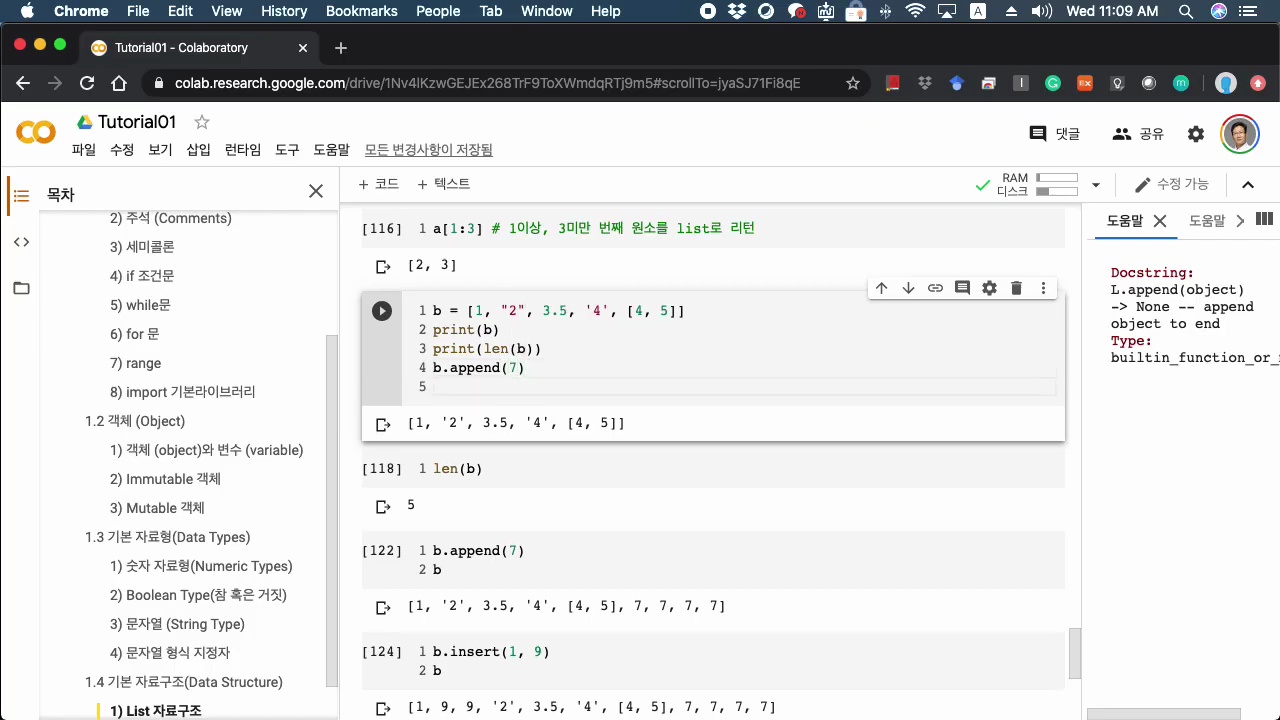 Chrome File Edit View History Bookmarks People Tab Window Help A Wed 11:09 AM
Tutorial01 - Colaboratory
colab.research.google.com/drive/1Nv4lKzwGEJEx268TrF9ToXWmdqRTj9m5#scrollTo=jyaSJ71Fi8qE
Tutorial01
댓글 공유
파일 수정 보기 삽입 런타임 도구 도움말 모든 변경사항이 저장됨
목차
+ 코드 + 텍스트
RAM
디스크
수정 가능
2) 주석 (Comments)
3) 세미콜론
4) if 조건문
5) while문
6) for 문
7) range
8) import 기본라이브러리
1.2 객체 (Object)
1) 객체 (object)와 변수 (variable)
2) Immutable 객체
3) Mutable 객체
1.3 기본 자료형(Data Types)
1) 숫자 자료형(Numeric Types)
2) Boolean Type(참 혹은 거짓)
3) 문자열 (String Type)
4) 문자열 형식 지정자
1.4 기본 자료구조(Data Structure)
1) List 자료구조
[116] 1 a[1:3] # 1이상, 3미만 번째 원소를 list로 리턴
[2, 3]
1 b = [1, "2", 3.5, '4', [4, 5]]
2 print(b)
3 print(len(b))
4 b.append(7)
5
[1, '2', 3.5, '4', [4, 5]]
[118] 1 len(b)
5
[122] 1 b.append(7)
2 b
[1, '2', 3.5, '4', [4, 5], 7, 7, 7, 7]
[124] 1 b.insert(1, 9)
2 b
[1, 9, 9, '2', 3.5, '4', [4, 5], 7, 7, 7, 7]
도움말 도움말
Docstring:
L.append(object)
-> None -- append
object to end
Type:
builtin_function_or_